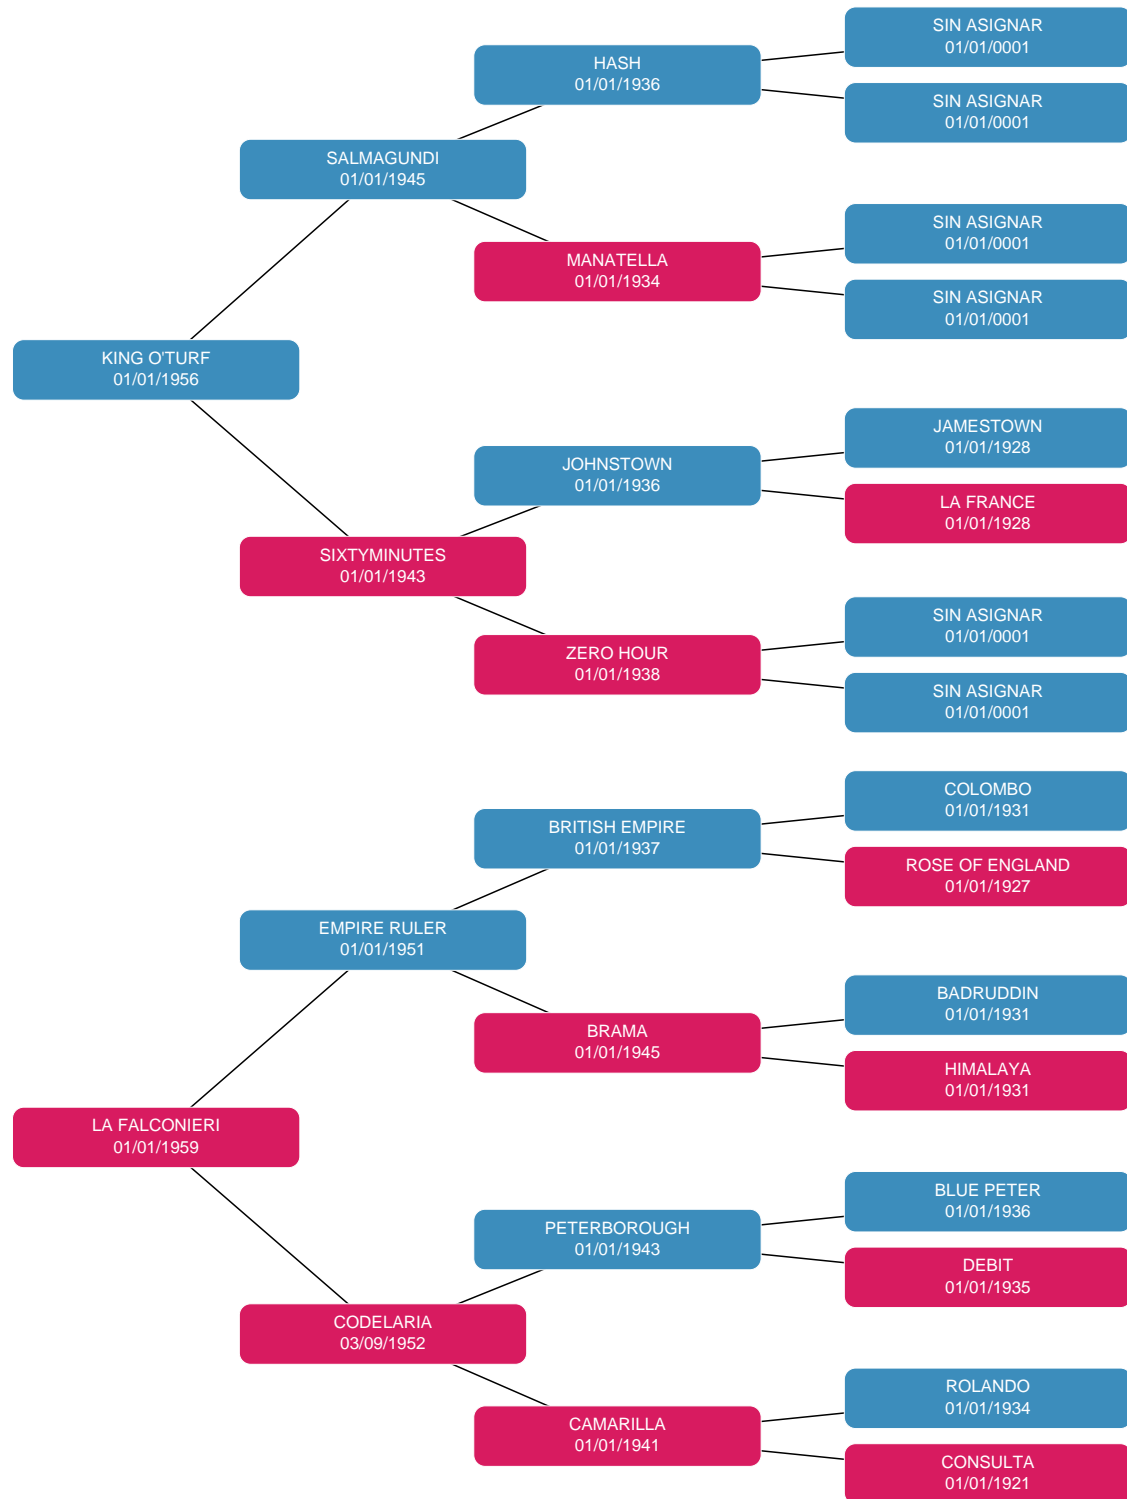 SIN ASIGNAR
01/01/0001
HASH
01/01/1936
SIN ASIGNAR
01/01/0001
SALMAGUNDI
01/01/1945
SIN ASIGNAR
01/01/0001
MANATELLA
01/01/1934
SIN ASIGNAR
01/01/0001
KING O'TURF
01/01/1956
JAMESTOWN
01/01/1928
JOHNSTOWN
01/01/1936
LA FRANCE
01/01/1928
SIXTYMINUTES
01/01/1943
SIN ASIGNAR
01/01/0001
ZERO HOUR
01/01/1938
SIN ASIGNAR
01/01/0001
COLOMBO
01/01/1931
BRITISH EMPIRE
01/01/1937
ROSE OF ENGLAND
01/01/1927
EMPIRE RULER
01/01/1951
BADRUDDIN
01/01/1931
BRAMA
01/01/1945
HIMALAYA
01/01/1931
LA FALCONIERI
01/01/1959
BLUE PETER
01/01/1936
PETERBOROUGH
01/01/1943
DEBIT
01/01/1935
CODELARIA
03/09/1952
ROLANDO
01/01/1934
CAMARILLA
01/01/1941
CONSULTA
01/01/1921